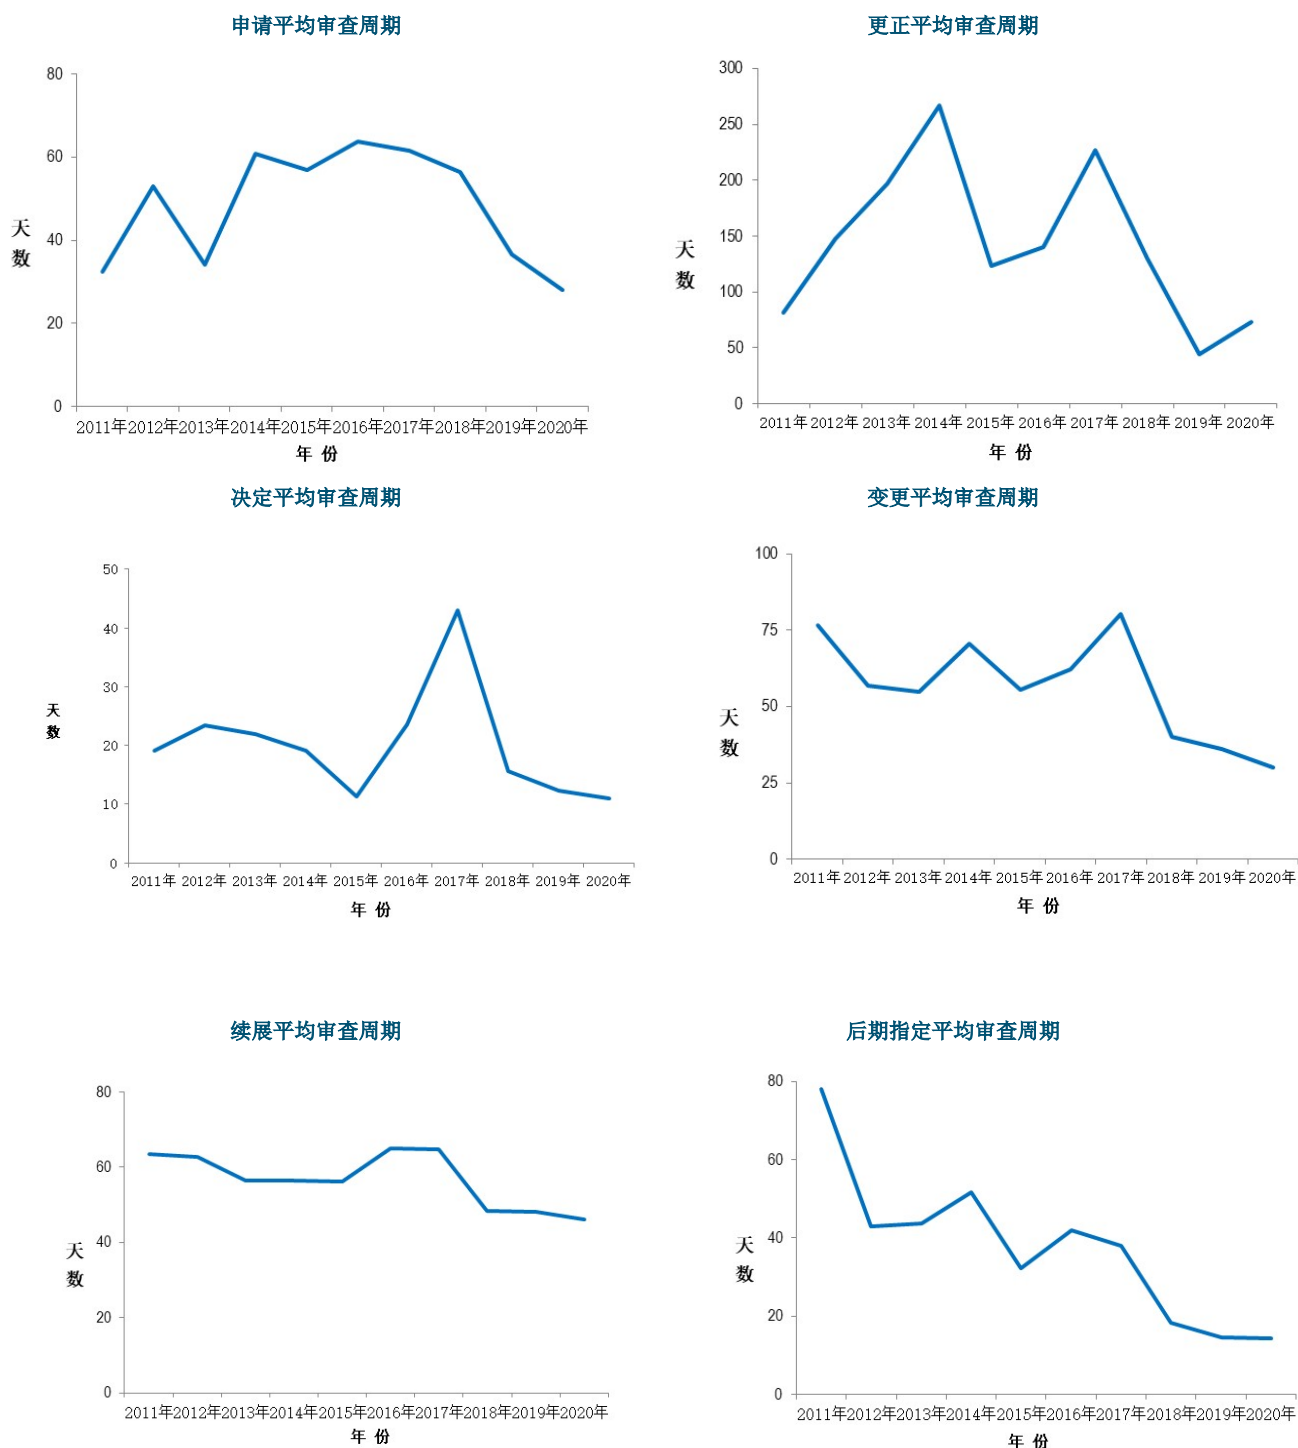 申请平均审查周期
80
60
40
20
0
天
数
2011年2012年2013年2014年2015年2016年2017年2018年2019年2020年
年 份
更正平均审查周期
300
250
200
150
100
50
0
天
数
2011年2012年2013年2014年2015年2016年2017年2018年2019年2020年
年 份
决定平均审查周期
50
40
30
20
10
0
天
数
2011年 2012年 2013年 2014年 2015年 2016年 2017年 2018年 2019年 2020年
年 份
变更平均审查周期
100
75
50
25
0
天
数
2011年2012年2013年2014年2015年2016年2017年2018年2019年2020年
年 份
续展平均审查周期
80
60
40
20
0
天
数
2011年2012年2013年2014年2015年2016年2017年2018年2019年2020年
年 份
后期指定平均审查周期
80
60
40
20
0
天
数
2011年2012年2013年2014年2015年2016年2017年2018年2019年2020年
年 份